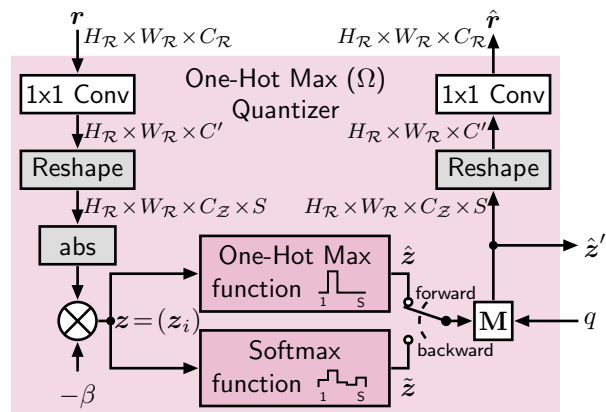 r
r̂
H_R × W_R × C_R
H_R × W_R × C_R
1x1 Conv
One-Hot Max (Ω)
Quantizer
1x1 Conv
H_R × W_R × C'
H_R × W_R × C'
Reshape
Reshape
H_R × W_R × C_Z × S
H_R × W_R × C_Z × S
abs
One-Hot Max
function
1 S
ẑ
ẑ'
forward
z = (z_i)
M
q
backward
Softmax
function
1 S
z̃
−β